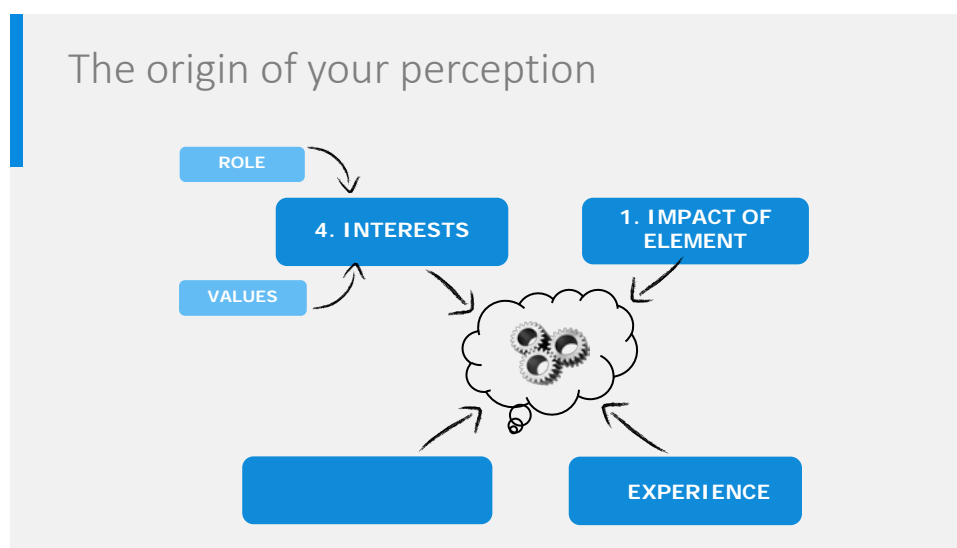 The origin of your perception
ROLE
4. INTERESTS
1. IMPACT OF
ELEMENT
VALUES
EXPERIENCE